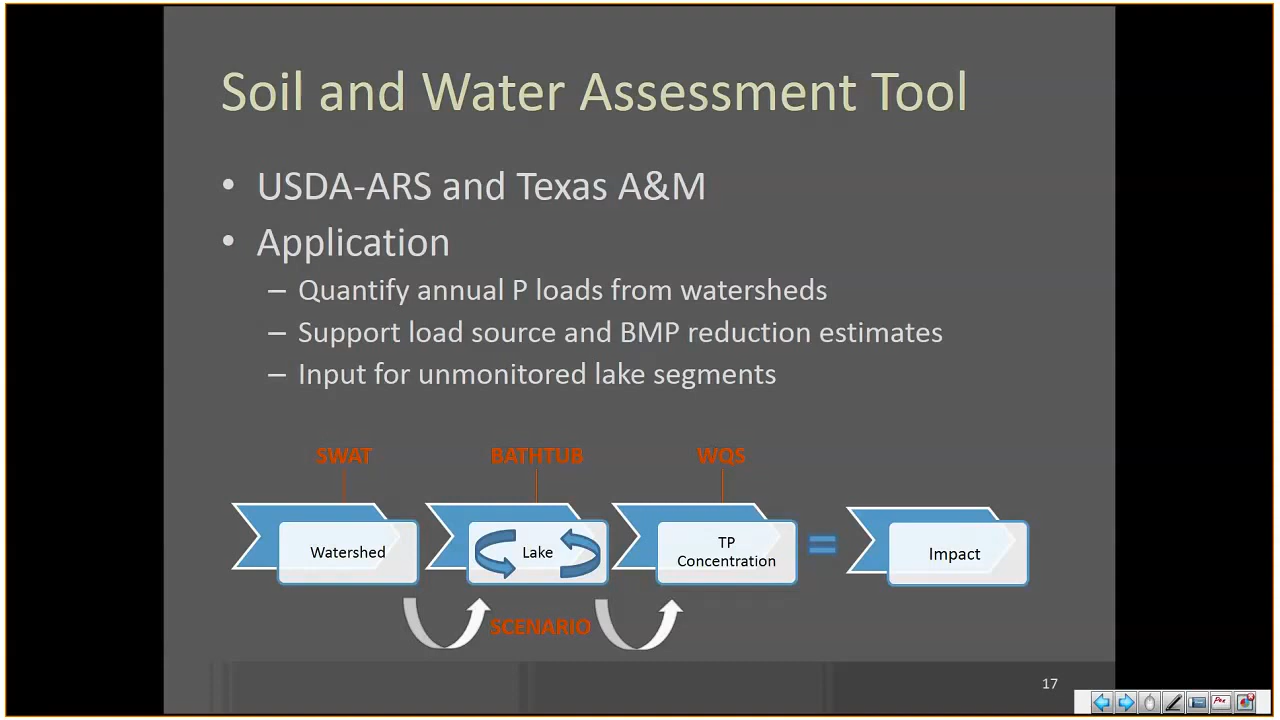 Soil and Water Assessment Tool
• USDA-ARS and Texas A&M
• Application
– Quantify annual P loads from watersheds
– Support load source and BMP reduction estimates
– Input for unmonitored lake segments
SWAT
BATHTUB
WQS
Watershed
Lake
TP
Concentration
=
Impact
SCENARIO
17